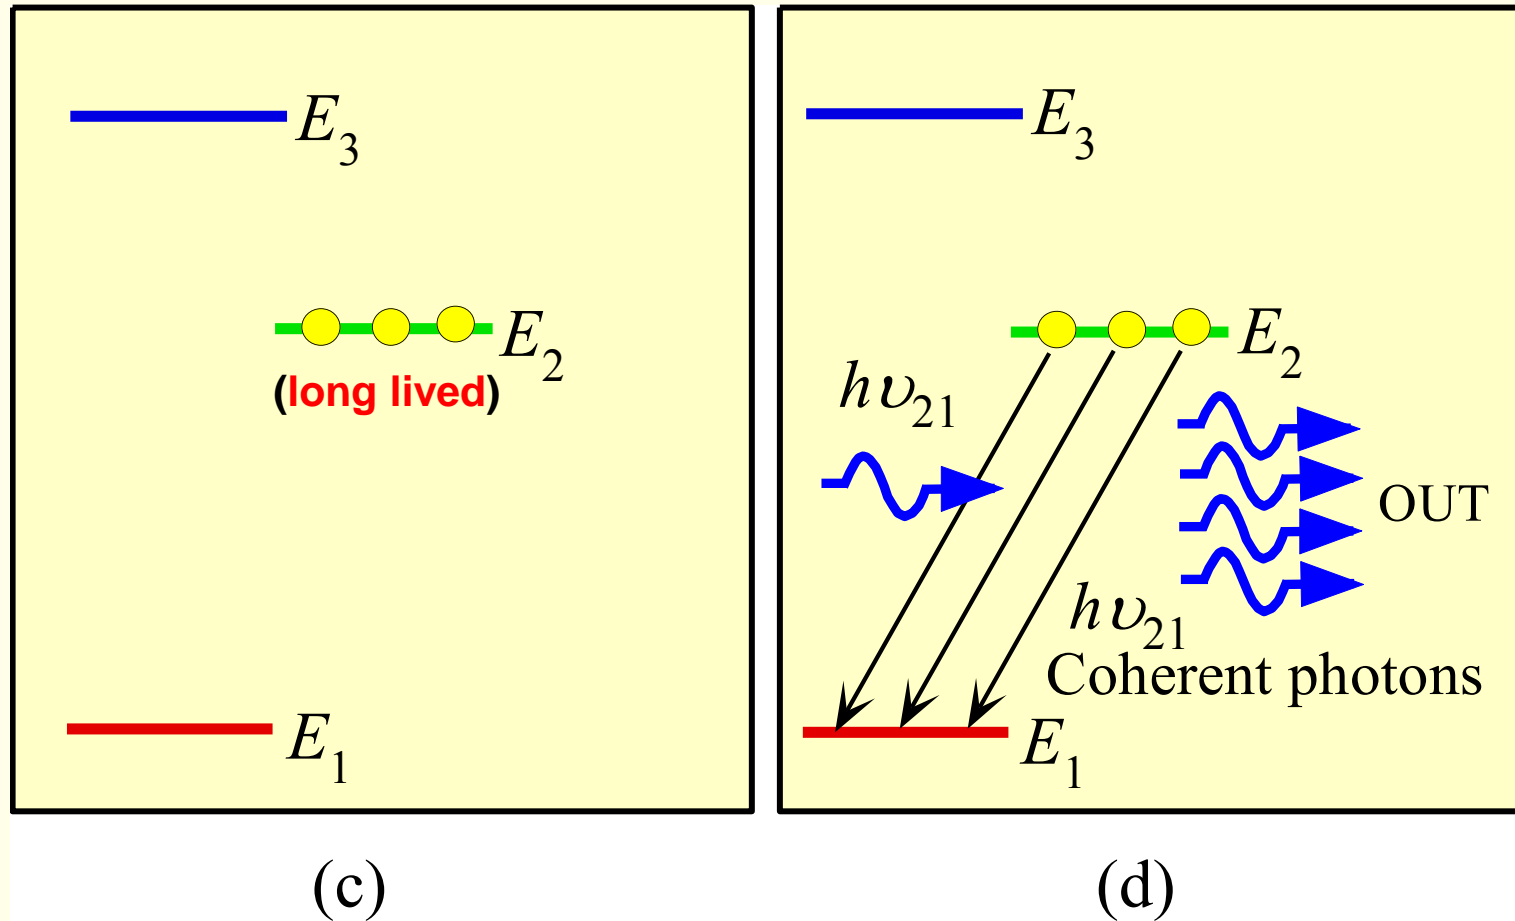 E₃
E₂
(long lived)
E₁
(c)
E₃
E₂
hυ₂₁
OUT
hυ₂₁
Coherent photons
E₁
(d)